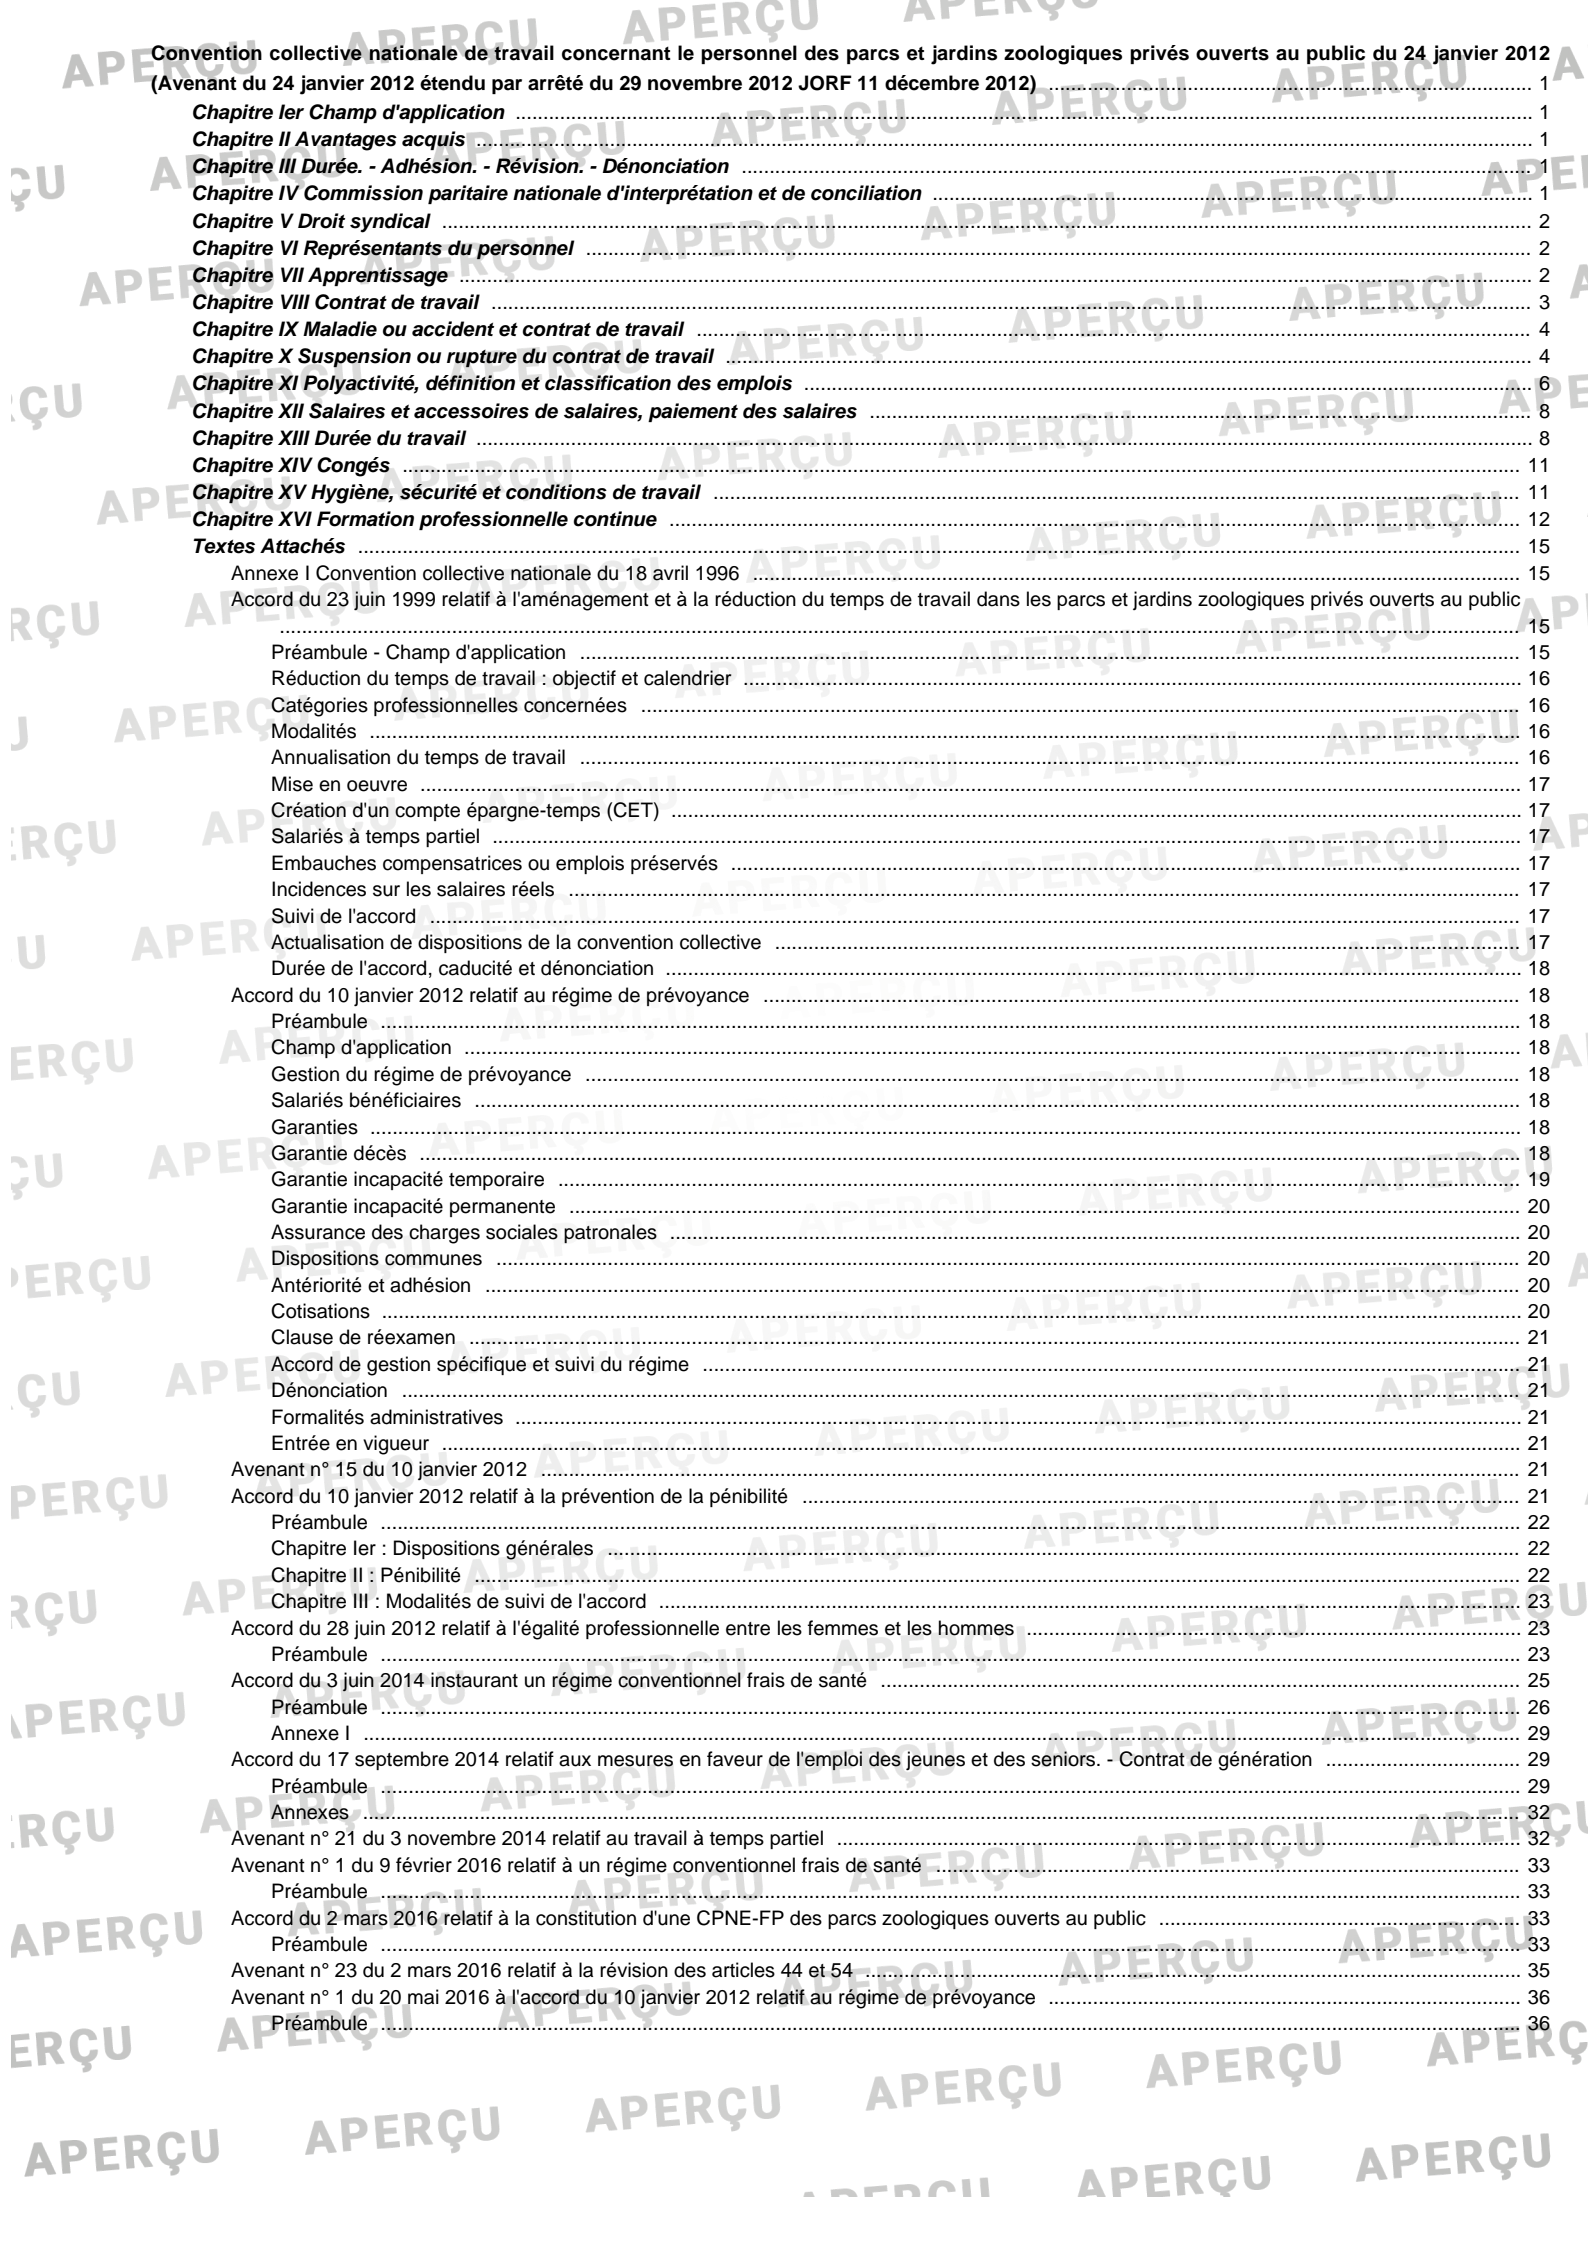 Convention collective nationale de travail concernant le personnel des parcs et jardins zoologiques privés ouverts au public du 24 janvier 2012
(Avenant du 24 janvier 2012 étendu par arrêté du 29 novembre 2012 JORF 11 décembre 2012) 1
Chapitre Ier Champ d'application 1
Chapitre II Avantages acquis 1
Chapitre III Durée. - Adhésion. - Révision. - Dénonciation 1
Chapitre IV Commission paritaire nationale d'interprétation et de conciliation 1
Chapitre V Droit syndical 2
Chapitre VI Représentants du personnel 2
Chapitre VII Apprentissage 2
Chapitre VIII Contrat de travail 3
Chapitre IX Maladie ou accident et contrat de travail 4
Chapitre X Suspension ou rupture du contrat de travail 4
Chapitre XI Polyactivité, définition et classification des emplois 6
Chapitre XII Salaires et accessoires de salaires, paiement des salaires 8
Chapitre XIII Durée du travail 8
Chapitre XIV Congés 11
Chapitre XV Hygiène, sécurité et conditions de travail 11
Chapitre XVI Formation professionnelle continue 12
Textes Attachés 15
Annexe I Convention collective nationale du 18 avril 1996 15
Accord du 23 juin 1999 relatif à l'aménagement et à la réduction du temps de travail dans les parcs et jardins zoologiques privés ouverts au public
15
Préambule - Champ d'application 15
Réduction du temps de travail : objectif et calendrier 16
Catégories professionnelles concernées 16
Modalités 16
Annualisation du temps de travail 16
Mise en oeuvre 17
Création d'un compte épargne-temps (CET) 17
Salariés à temps partiel 17
Embauches compensatrices ou emplois préservés 17
Incidences sur les salaires réels 17
Suivi de l'accord 17
Actualisation de dispositions de la convention collective 17
Durée de l'accord, caducité et dénonciation 18
Accord du 10 janvier 2012 relatif au régime de prévoyance 18
Préambule 18
Champ d'application 18
Gestion du régime de prévoyance 18
Salariés bénéficiaires 18
Garanties 18
Garantie décès 18
Garantie incapacité temporaire 19
Garantie incapacité permanente 20
Assurance des charges sociales patronales 20
Dispositions communes 20
Antériorité et adhésion 20
Cotisations 20
Clause de réexamen 21
Accord de gestion spécifique et suivi du régime 21
Dénonciation 21
Formalités administratives 21
Entrée en vigueur 21
Avenant n° 15 du 10 janvier 2012 21
Accord du 10 janvier 2012 relatif à la prévention de la pénibilité 21
Préambule 22
Chapitre Ier : Dispositions générales 22
Chapitre II : Pénibilité 22
Chapitre III : Modalités de suivi de l'accord 23
Accord du 28 juin 2012 relatif à l'égalité professionnelle entre les femmes et les hommes 23
Préambule 23
Accord du 3 juin 2014 instaurant un régime conventionnel frais de santé 25
Préambule 26
Annexe I 29
Accord du 17 septembre 2014 relatif aux mesures en faveur de l'emploi des jeunes et des seniors. - Contrat de génération 29
Préambule 29
Annexes 32
Avenant n° 21 du 3 novembre 2014 relatif au travail à temps partiel 32
Avenant n° 1 du 9 février 2016 relatif à un régime conventionnel frais de santé 33
Préambule 33
Accord du 2 mars 2016 relatif à la constitution d'une CPNE-FP des parcs zoologiques ouverts au public 33
Préambule 33
Avenant n° 23 du 2 mars 2016 relatif à la révision des articles 44 et 54 35
Avenant n° 1 du 20 mai 2016 à l'accord du 10 janvier 2012 relatif au régime de prévoyance 36
Préambule 36
APERÇU APERÇU APERÇU APERÇU